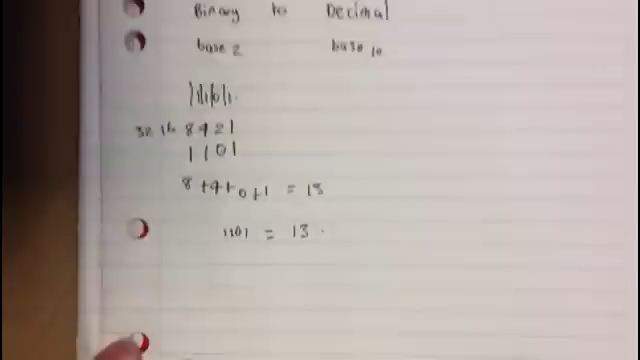 Binary to Decimal
base 2 base 10
32 16 8 4 2 1
1 1 0 1
8 + 4 + 0 + 1 = 13
1101 = 13